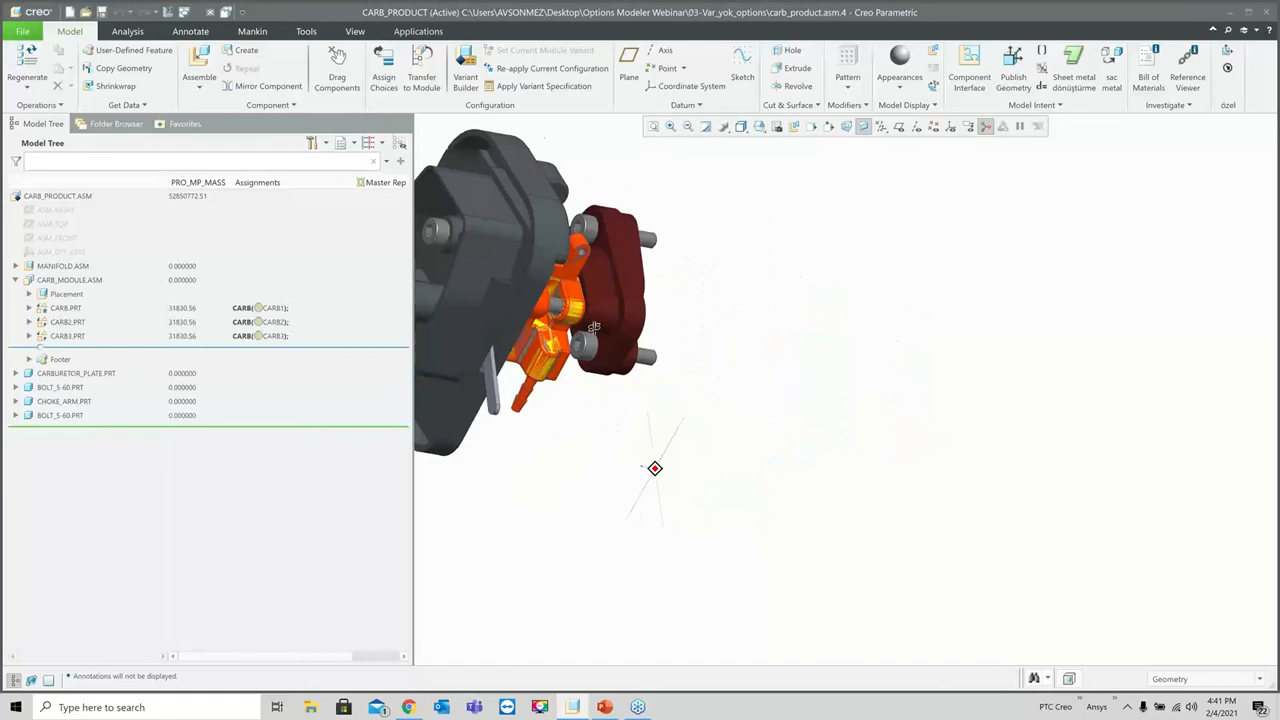 creo
CARB_PRODUCT (Active) C:\Users\AVSONMEZ\Desktop\Options Modeler Webinar\03-Var_yok_options\carb_product.asm.4 - Creo Parametric
File
Model
Analysis
Annotate
Mankin
Tools
View
Applications
Regenerate
User-Defined Feature
Copy Geometry
Shrinkwrap
Assemble
Create
Repeat
Mirror Component
Drag Components
Assign Choices
Transfer to Module
Variant Builder
Set Current Module Variant
Re-apply Current Configuration
Apply Variant Specification
Plane
Axis
Point
Coordinate System
Sketch
Hole
Extrude
Revolve
Pattern
Appearances
Component Interface
Publish Geometry
Sheet metal dönüştürme
sac metal
Bill of Materials
Reference Viewer
Operations
Get Data
Component
Configuration
Datum
Cut & Surface
Modifiers
Model Display
Model Intent
Investigate
özel
Model Tree
Folder Browser
Favorites
Model Tree
PRO_MP_MASS Assignments Master Rep
CARB_PRODUCT.ASM 52850772.51
ASM_RIGHT
ASM_TOP
ASM_FRONT
ASM_DEF_CSYS
MANIFOLD.ASM 0.000000
CARB_MODULE.ASM 0.000000
Placement
CARB.PRT 31830.56 CARB(CARB1);
CARB2.PRT 31830.56 CARB(CARB2);
CARB3.PRT 31830.56 CARB(CARB3);
Footer
CARBURETOR_PLATE.PRT 0.000000
BOLT_5-60.PRT 0.000000
CHOKE_ARM.PRT 0.000000
BOLT_5-60.PRT 0.000000
* Annotations will not be displayed.
Geometry
Type here to search
PTC Creo
Ansys
4:41 PM
2/4/2021
22